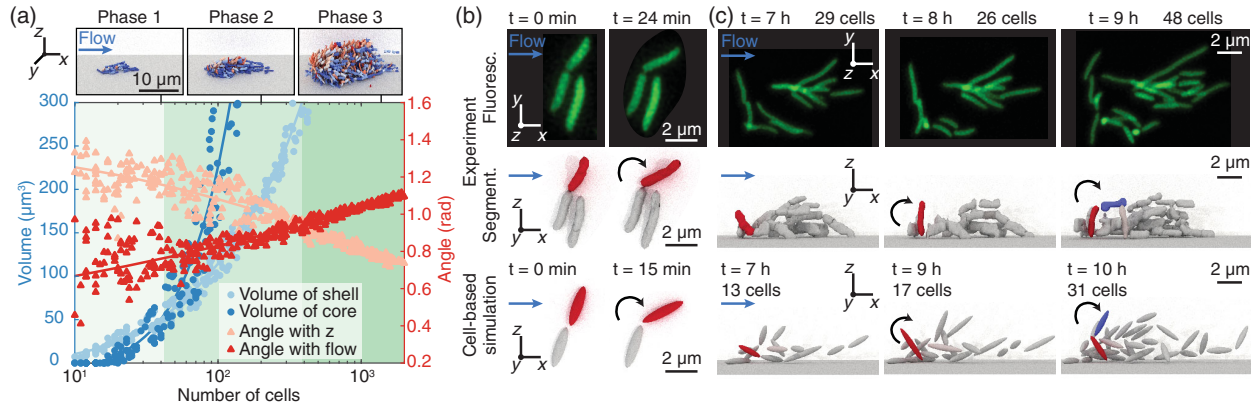 (a)
Phase 1
Phase 2
Phase 3
z
y
x
Flow
10 µm
Volume (µm³)
300
250
200
150
100
50
0
1.6
1.4
1.2
1.0
0.8
0.6
0.4
0.2
Angle (rad)
Volume of shell
Volume of core
Angle with z
Angle with flow
10¹
10²
10³
Number of cells
(b)
t = 0 min
t = 24 min
Experiment
Fluoresc.
Flow
y
z
x
2 µm
Segment.
z
y
x
2 µm
Cell-based
simulation
t = 0 min
t = 15 min
z
y
x
2 µm
(c)
t = 7 h
29 cells
t = 8 h
26 cells
t = 9 h
48 cells
Flow
y
z
x
2 µm
z
y
x
2 µm
t = 7 h
13 cells
z
y
x
t = 9 h
17 cells
t = 10 h
31 cells
2 µm